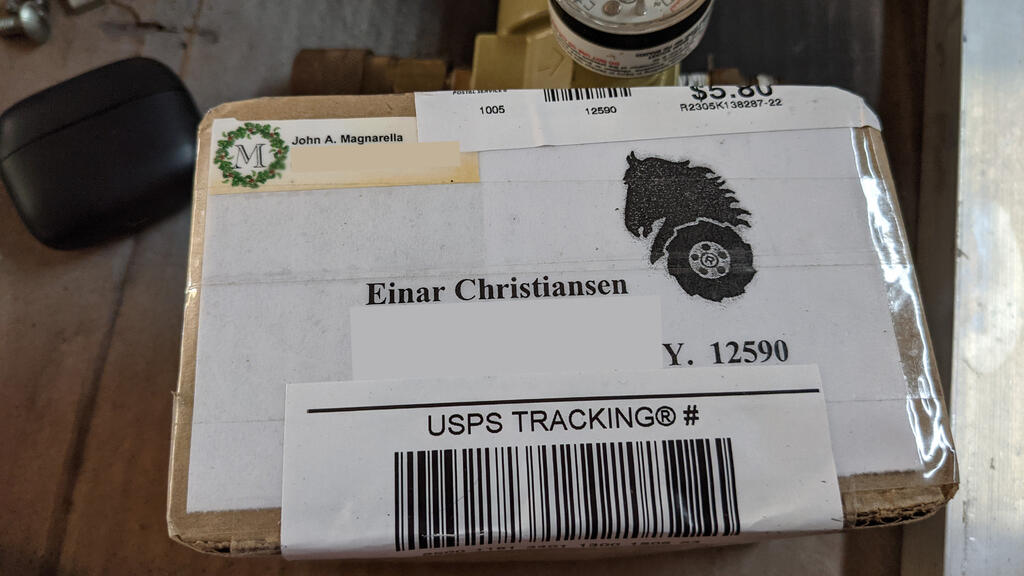 POSTAL SERVICE®
1005
12590
$5.80
R2305K138287-22
M
John A. Magnarella
Einar Christiansen
Y. 12590
USPS TRACKING® #